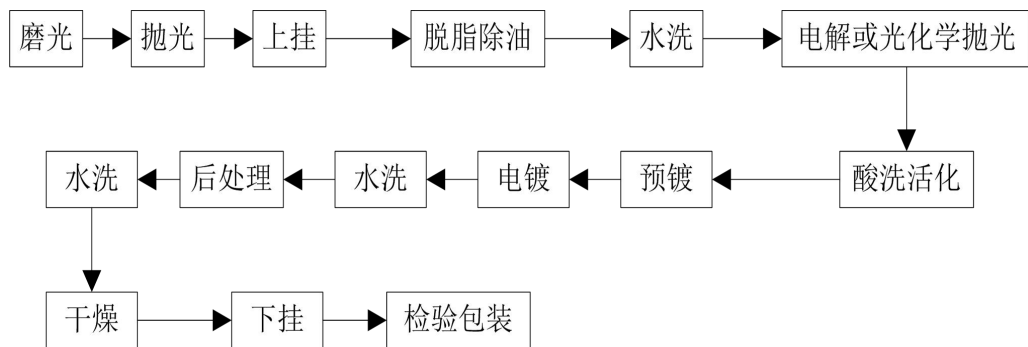 磨光
抛光
上挂
脱脂除油
水洗
电解或光化学抛光
酸洗活化
预镀
电镀
水洗
后处理
水洗
干燥
下挂
检验包装